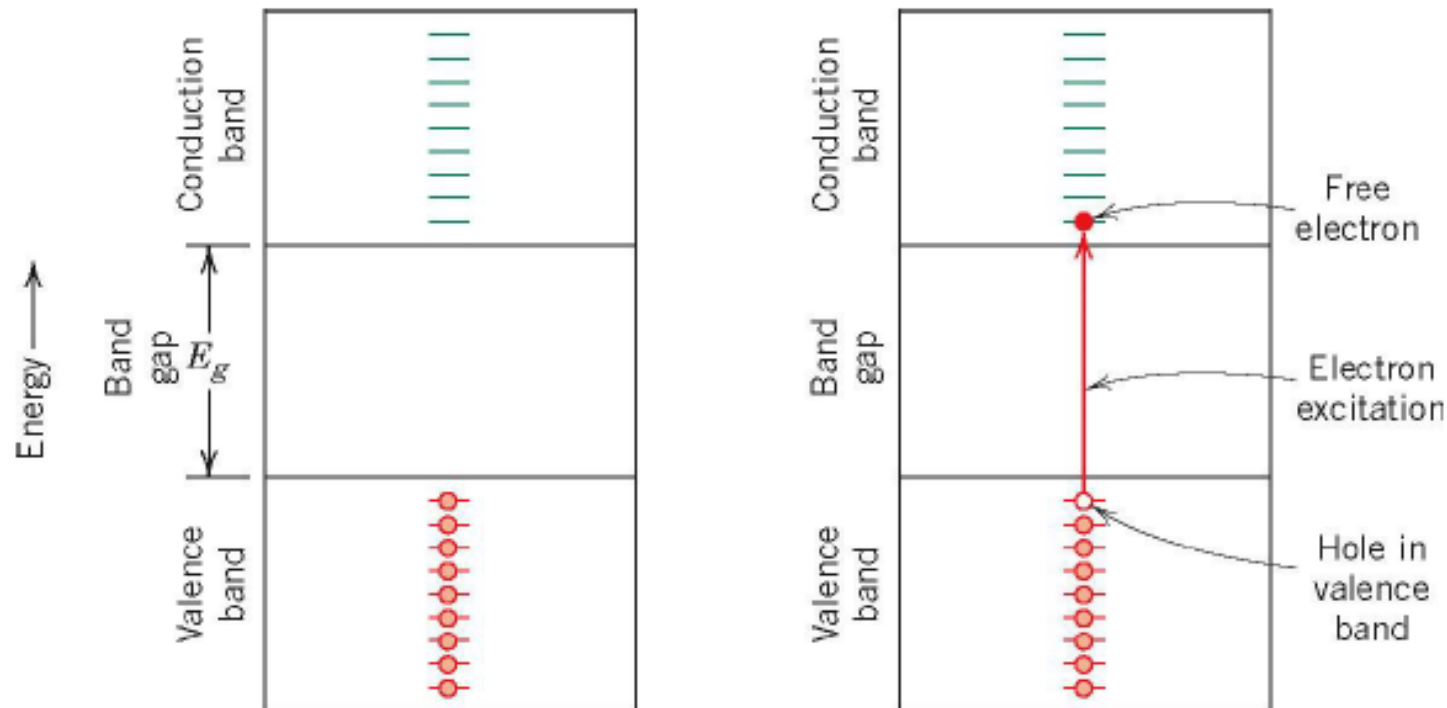 Energy
Conduction
band
Band
gap
E_g
Valence
band
Conduction
band
Band
gap
Valence
band
Free
electron
Electron
excitation
Hole in
valence
band